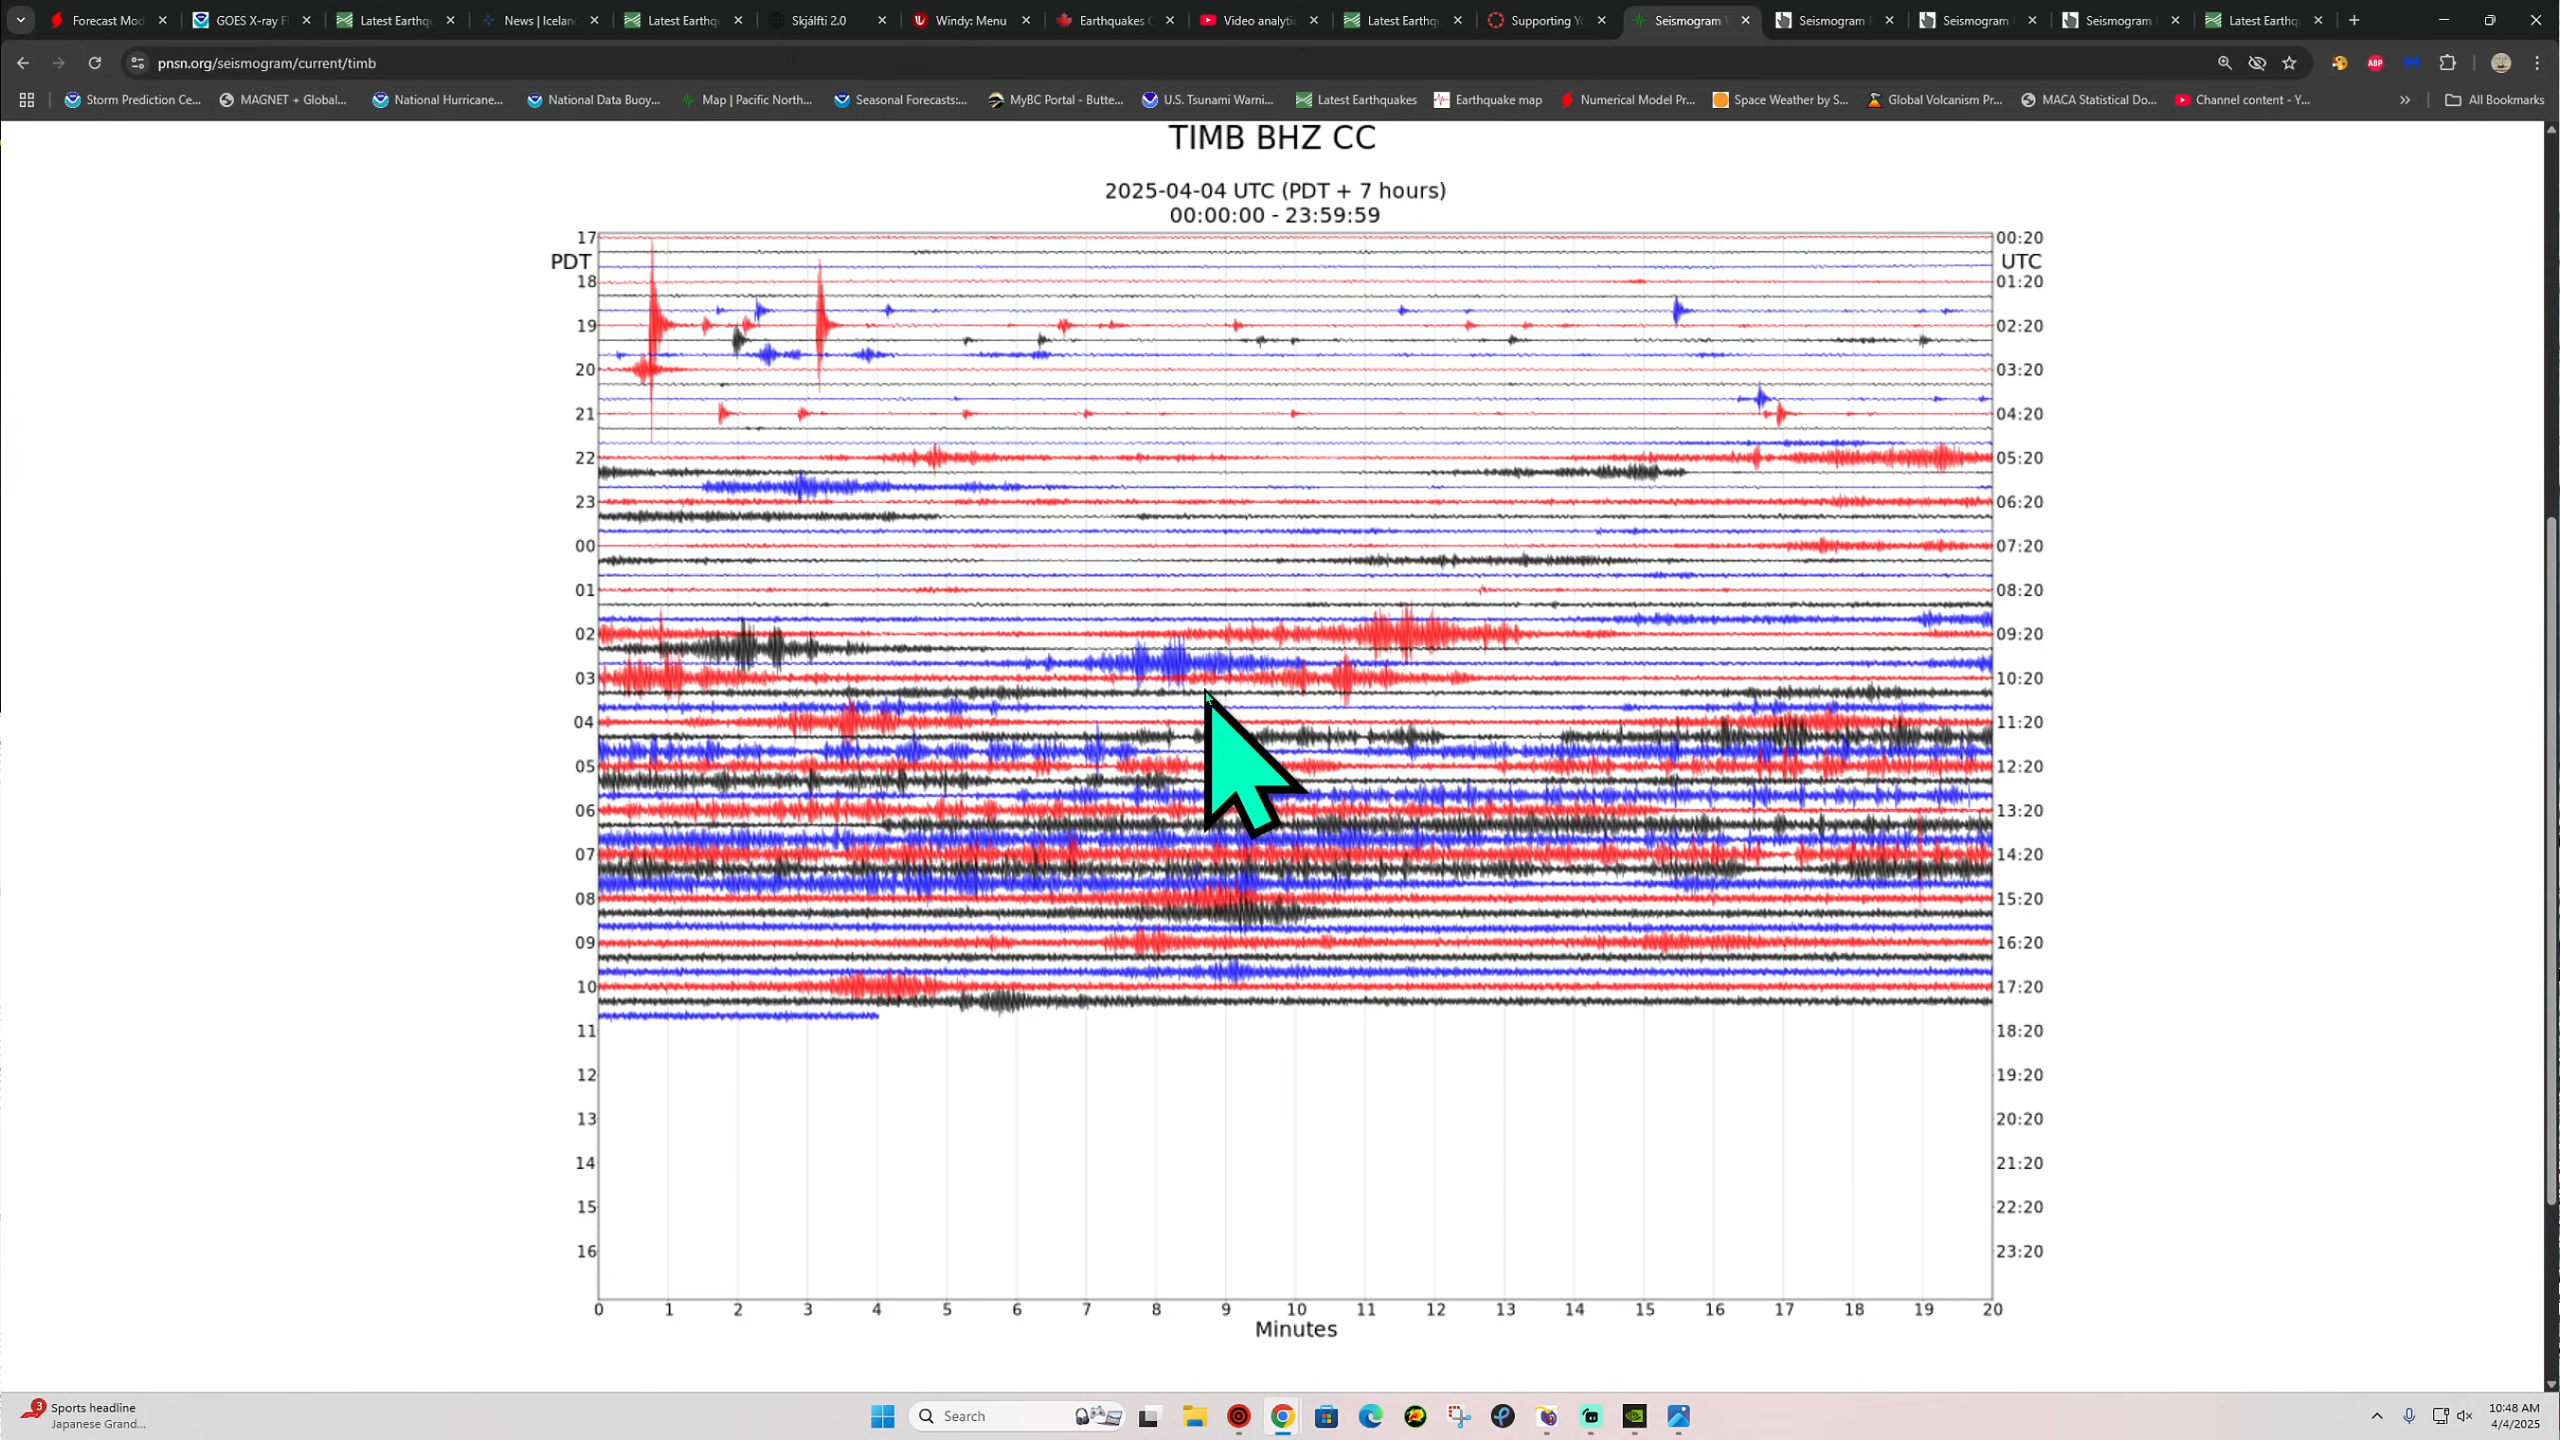 Forecast Mod
GOES X-ray F
Latest Earthqu
News | Icelan
Latest Earthqu
Skjálfti 2.0
Windy: Menu
Earthquakes C
Video analytic
Latest Earthqu
Supporting Yo
Seismogram V
Seismogram
Seismogram
Seismogram
Latest Earthqu
pnsn.org/seismogram/current/timb
ABP
Storm Prediction Ce...
MAGNET + Global...
National Hurricane...
National Data Buoy...
Map | Pacific North...
Seasonal Forecasts:...
MyBC Portal - Butte...
U.S. Tsunami Warni...
Latest Earthquakes
Earthquake map
Numerical Model Pr...
Space Weather by S...
Global Volcanism Pr...
MACA Statistical Do...
Channel content - Y...
All Bookmarks
TIMB BHZ CC
2025-04-04 UTC (PDT + 7 hours)
00:00:00 - 23:59:59
17 00:20
PDT UTC
18 01:20
19 02:20
20 03:20
21 04:20
22 05:20
23 06:20
00 07:20
01 08:20
02 09:20
03 10:20
04 11:20
05 12:20
06 13:20
07 14:20
08 15:20
09 16:20
10 17:20
11 18:20
12 19:20
13 20:20
14 21:20
15 22:20
16 23:20
0 1 2 3 4 5 6 7 8 9 10 11 12 13 14 15 16 17 18 19 20
Minutes
3
Sports headline
Japanese Grand...
Search
10:48 AM
4/4/2025